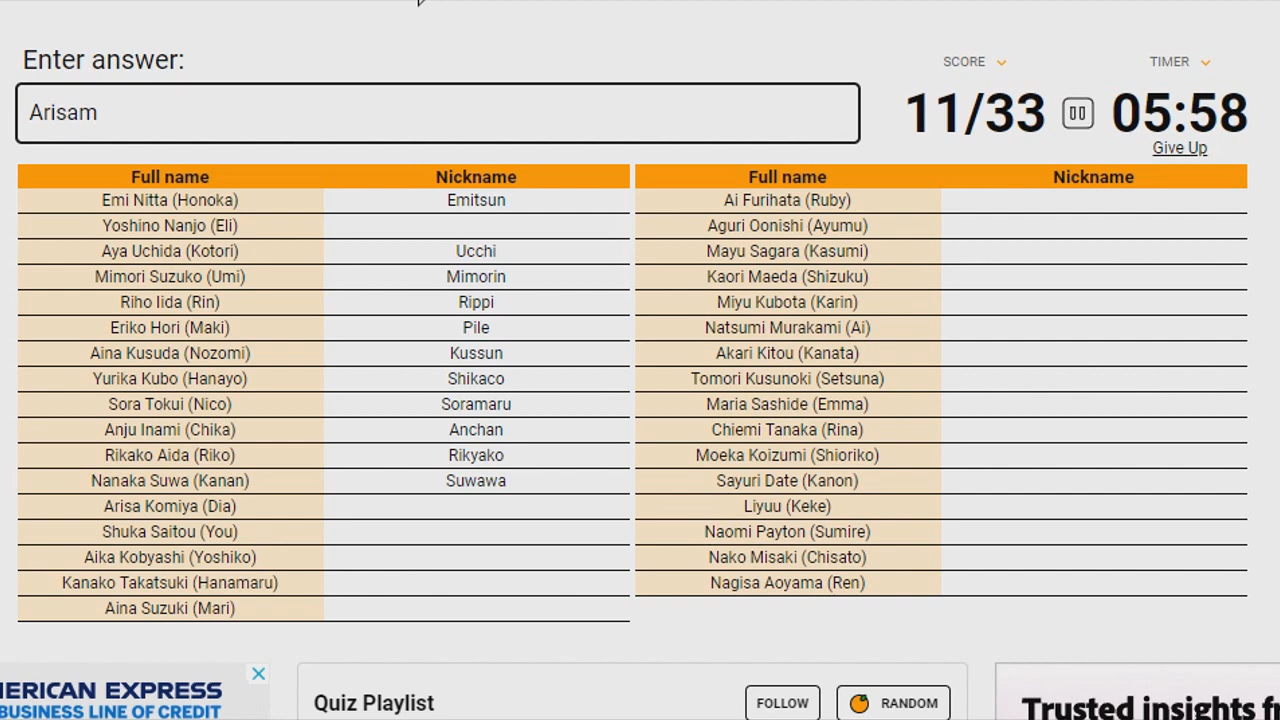 Enter answer:
Arisam
SCORE
TIMER
11/33
05:58
Give Up
Full name Nickname
Emi Nitta (Honoka) Emitsun
Yoshino Nanjo (Eli)
Aya Uchida (Kotori) Ucchi
Mimori Suzuko (Umi) Mimorin
Riho Iida (Rin) Rippi
Eriko Hori (Maki) Pile
Aina Kusuda (Nozomi) Kussun
Yurika Kubo (Hanayo) Shikaco
Sora Tokui (Nico) Soramaru
Anju Inami (Chika) Anchan
Rikako Aida (Riko) Rikyako
Nanaka Suwa (Kanan) Suwawa
Arisa Komiya (Dia)
Shuka Saitou (You)
Aika Kobyashi (Yoshiko)
Kanako Takatsuki (Hanamaru)
Aina Suzuki (Mari)
Full name Nickname
Ai Furihata (Ruby)
Aguri Oonishi (Ayumu)
Mayu Sagara (Kasumi)
Kaori Maeda (Shizuku)
Miyu Kubota (Karin)
Natsumi Murakami (Ai)
Akari Kitou (Kanata)
Tomori Kusunoki (Setsuna)
Maria Sashide (Emma)
Chiemi Tanaka (Rina)
Moeka Koizumi (Shioriko)
Sayuri Date (Kanon)
Liyuu (Keke)
Naomi Payton (Sumire)
Nako Misaki (Chisato)
Nagisa Aoyama (Ren)
MERICAN EXPRESS
BUSINESS LINE OF CREDIT
Quiz Playlist
FOLLOW
RANDOM
Trusted insights f